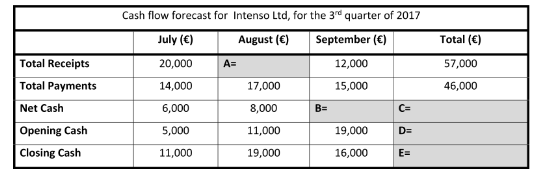 Cash flow forecast for Intenso Ltd, for the 3rd quarter of 2017
July (€) August (€) September (€) Total (€)
Total Receipts 20,000 A= 12,000 57,000
Total Payments 14,000 17,000 15,000 46,000
Net Cash 6,000 8,000 B= C=
Opening Cash 5,000 11,000 19,000 D=
Closing Cash 11,000 19,000 16,000 E=